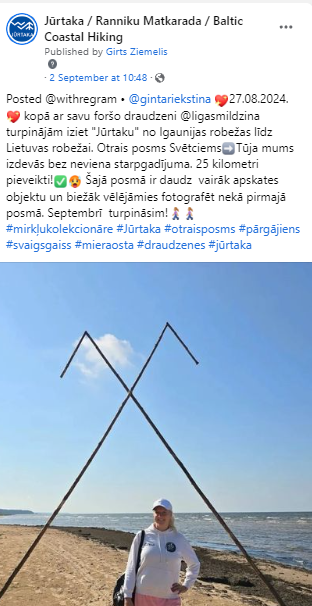 JŪRTAKA
Jūrtaka / Ranniku Matkarada / Baltic
Coastal Hiking
Published by Girts Ziemelis
· 2 September at 10:48 ·
Posted @withregram • @gintariekstina 💖27.08.2024.
💖 kopā ar savu foršo draudzeni @ligasmildzina
turpinājām iziet "Jūrtaku" no Igaunijas robežas līdz
Lietuvas robežai. Otrais posms Svētciems➡️Tūja mums
izdevās bez neviena starpgadījuma. 25 kilometri
pieveikti!✅😵 Šajā posmā ir daudz  vairāk apskates
objektu un biežāk vēlējāmies fotografēt nekā pirmajā
posmā. Septembrī  turpināsim!🚶‍♀️🚶‍♀️
#mirkļukolekcionāre #Jūrtaka #otraisposms #pārgājiens
#svaigsgaiss #mieraosta #draudzenes #jūrtaka